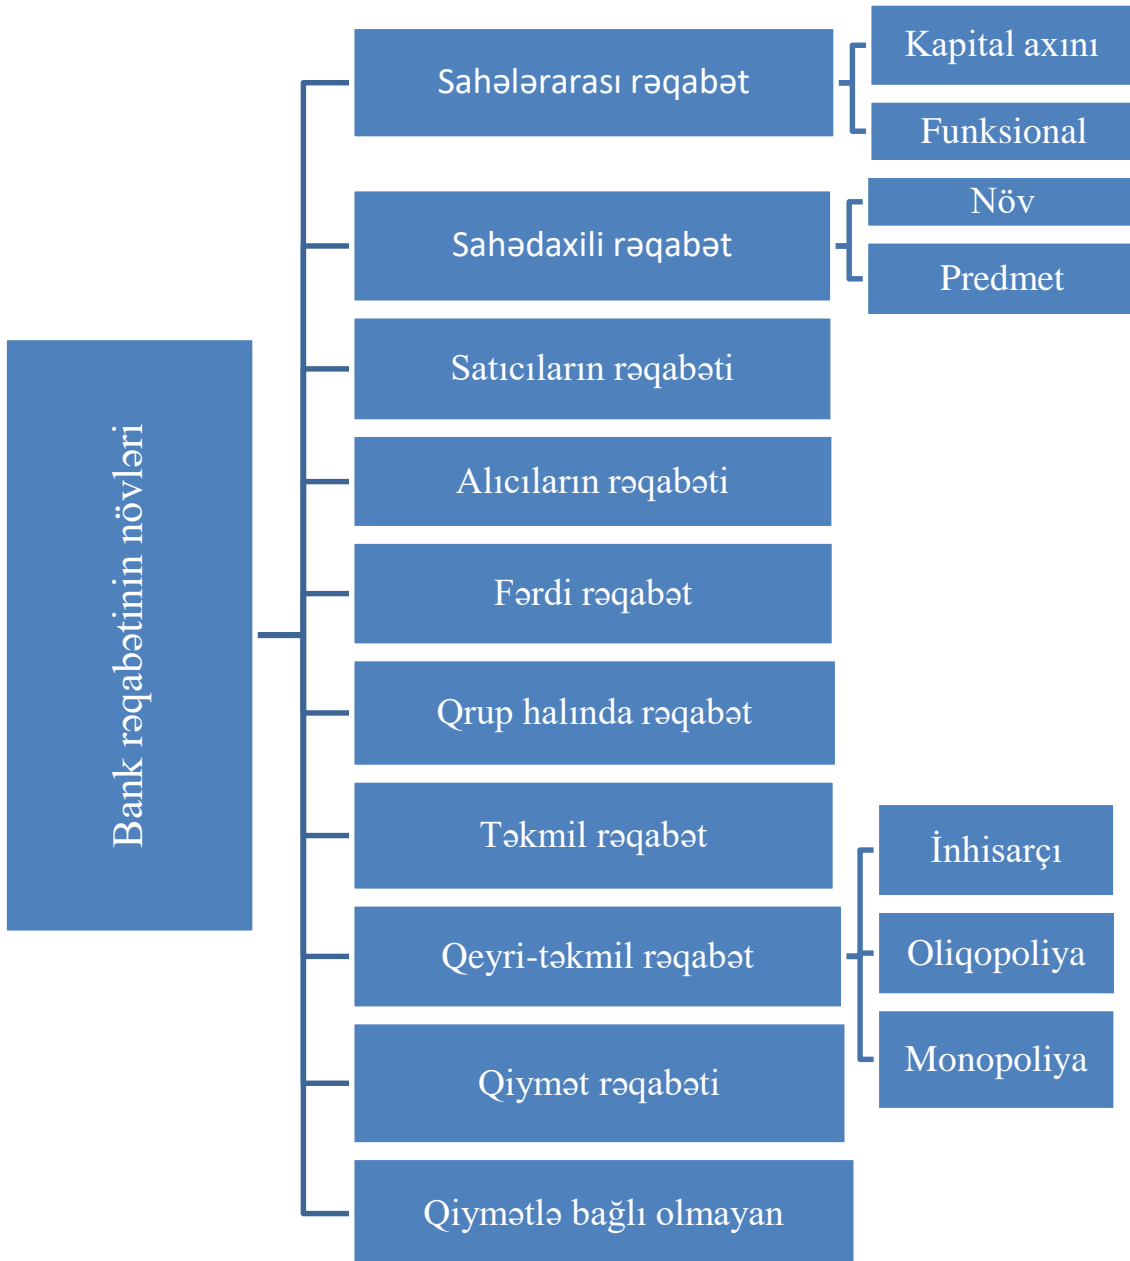 Bank rəqabətinin növləri
Sahələrarası rəqabət
Kapital axını
Funksional
Sahədaxili rəqabət
Növ
Predmet
Satıcıların rəqabəti
Alıcıların rəqabəti
Fərdi rəqabət
Qrup halında rəqabət
Təkmil rəqabət
Qeyri-təkmil rəqabət
İnhisarçı
Oliqopoliya
Monopoliya
Qiymət rəqabəti
Qiymətlə bağlı olmayan